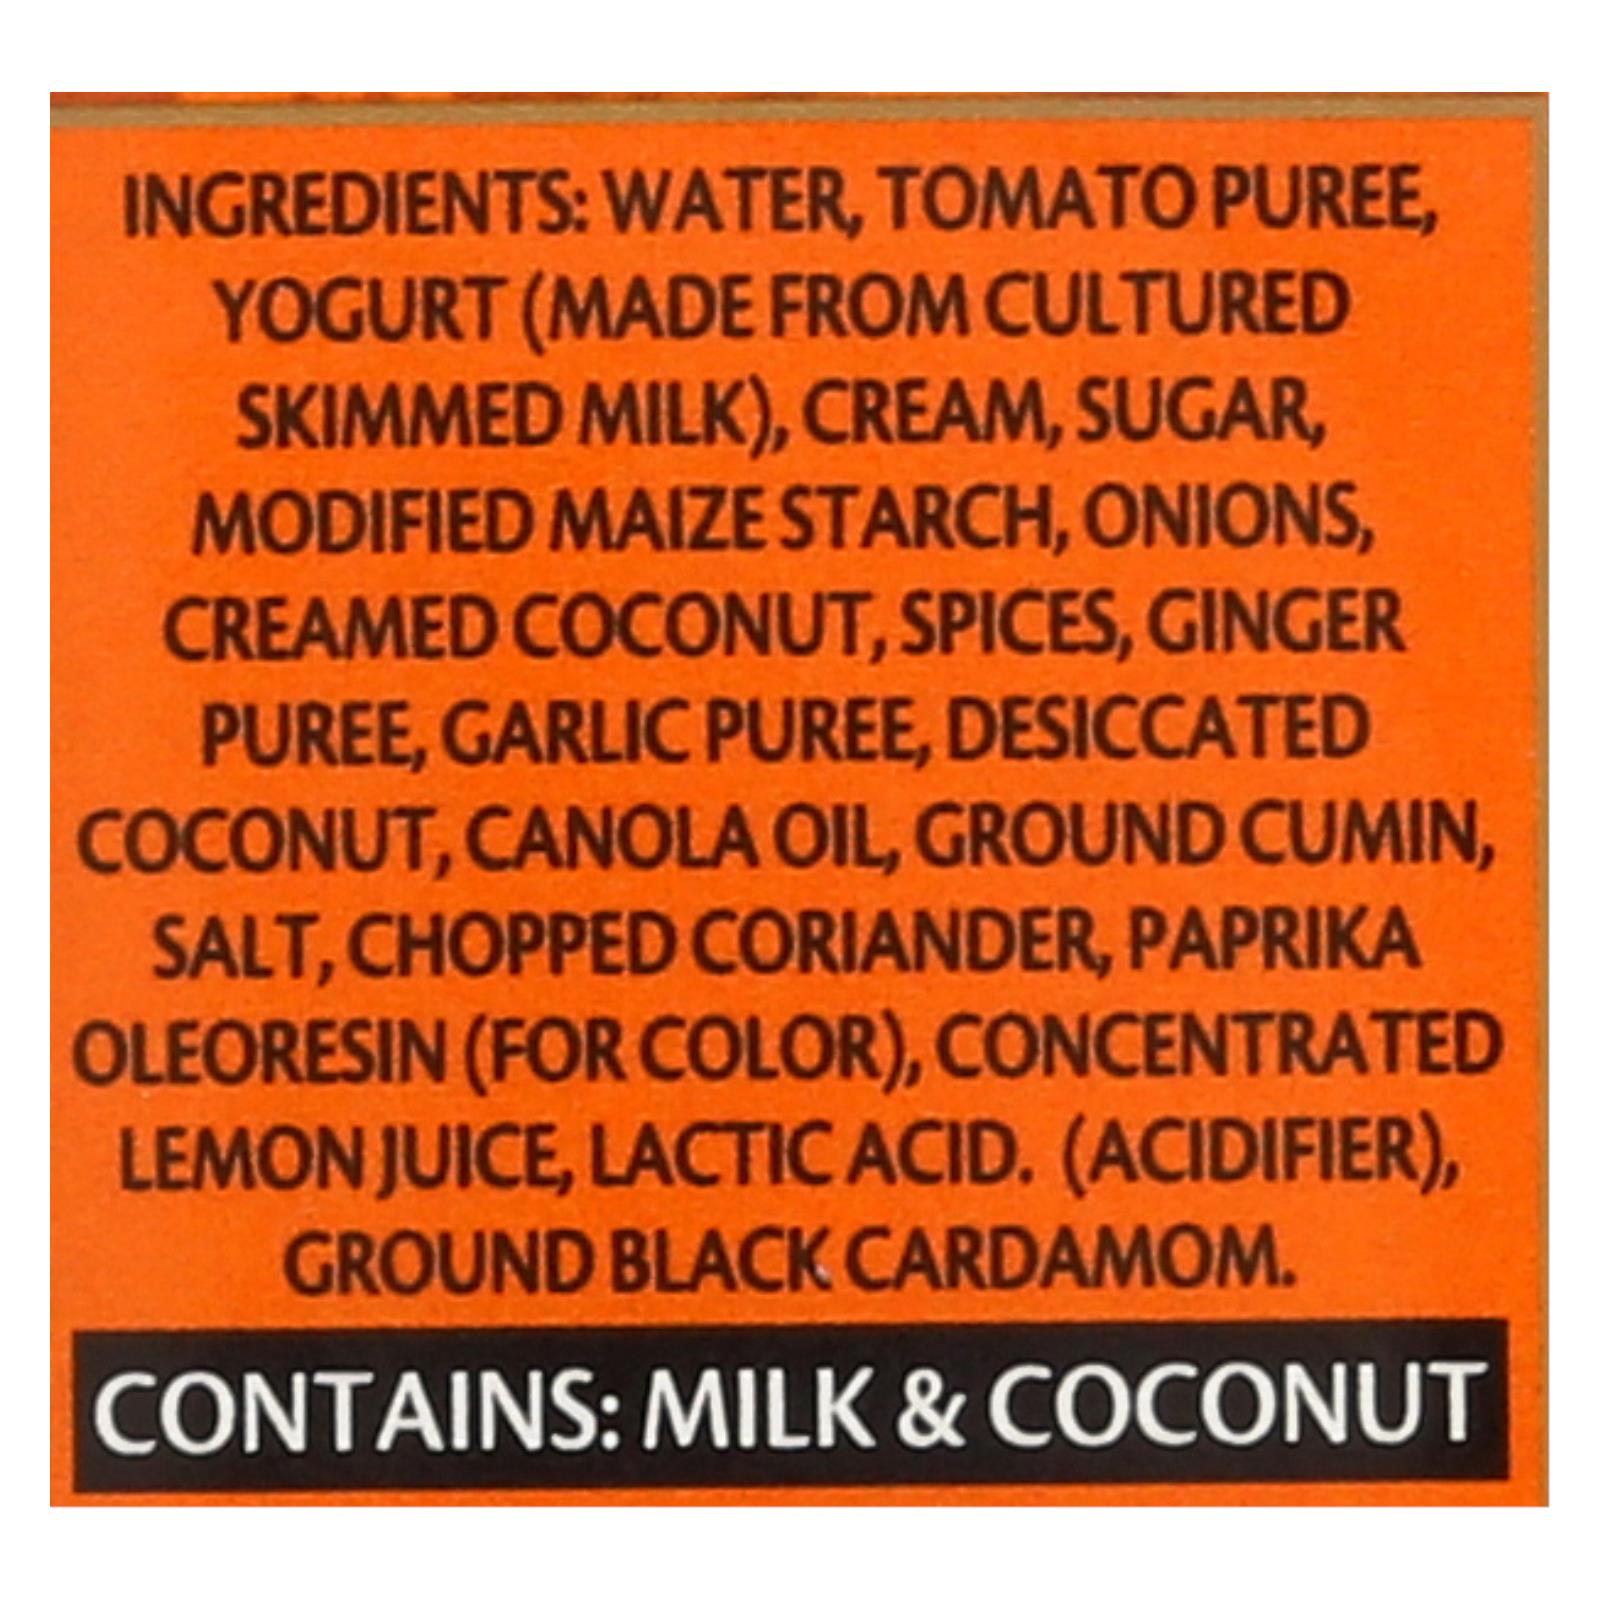 INGREDIENTS: WATER, TOMATO PUREE,
YOGURT (MADE FROM CULTURED
SKIMMED MILK), CREAM, SUGAR,
MODIFIED MAIZE STARCH, ONIONS,
CREAMED COCONUT, SPICES, GINGER
PUREE, GARLIC PUREE, DESICCATED
COCONUT, CANOLA OIL, GROUND CUMIN,
SALT, CHOPPED CORIANDER, PAPRIKA
OLEORESIN (FOR COLOR), CONCENTRATED
LEMON JUICE, LACTIC ACID. (ACIDIFIER),
GROUND BLACK CARDAMOM.
CONTAINS: MILK & COCONUT